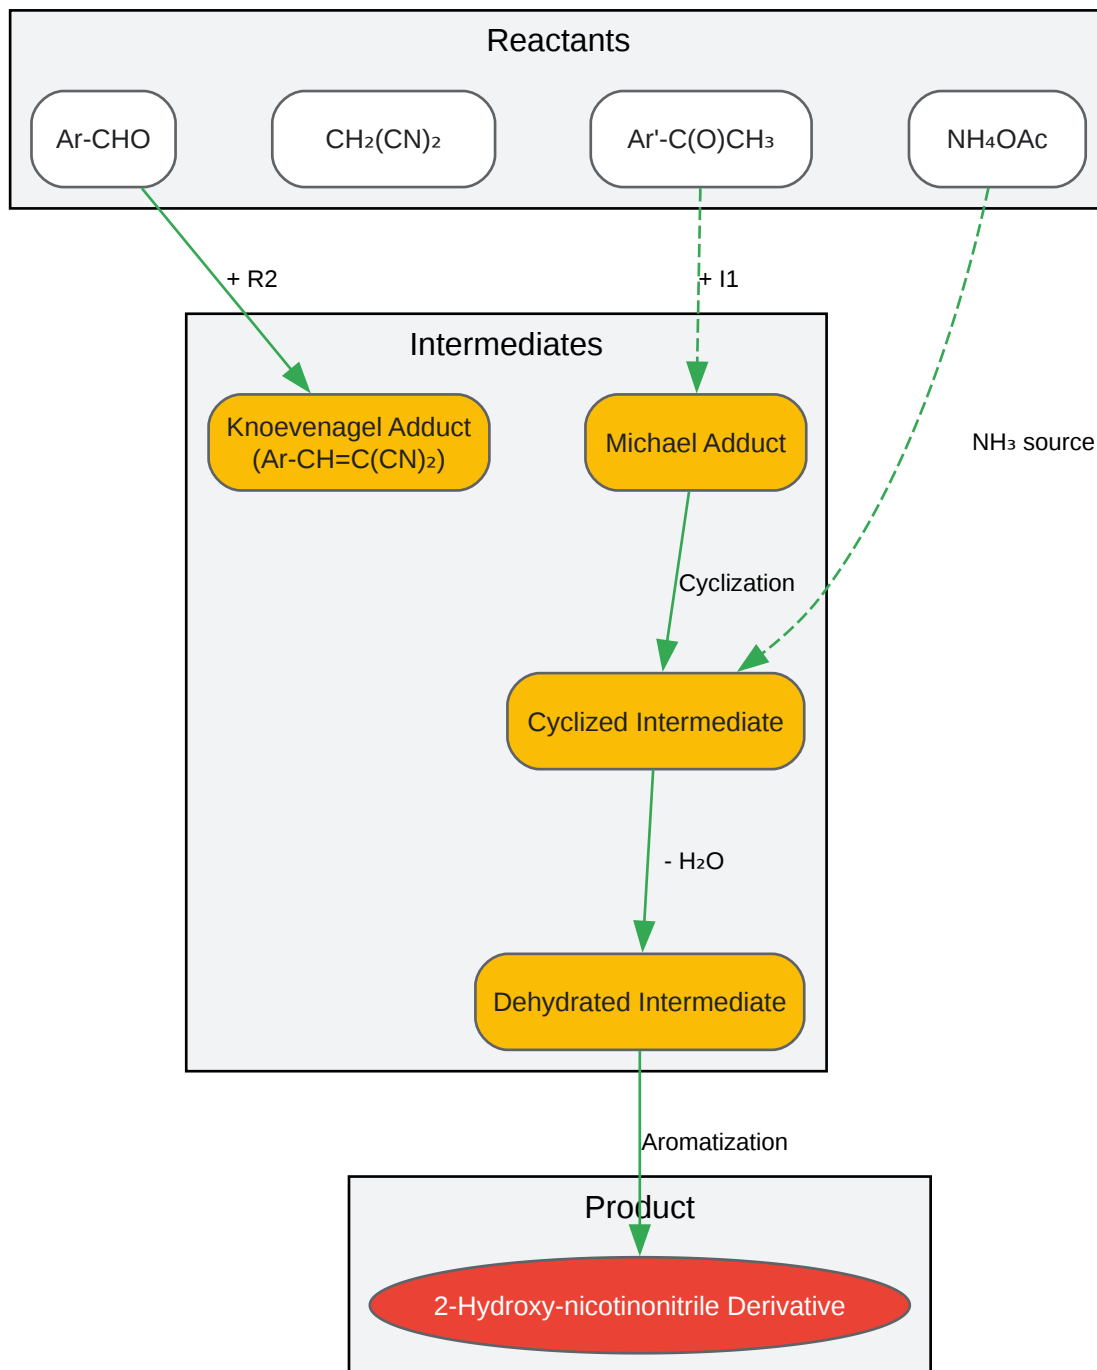 Reactants
Ar-CHO
CH₂(CN)₂
Ar'-C(O)CH₃
NH₄OAc
+ R2
+ I1
Intermediates
Knoevenagel Adduct
(Ar-CH=C(CN)₂)
Michael Adduct
NH₃ source
Cyclization
Cyclized Intermediate
- H₂O
Dehydrated Intermediate
Aromatization
Product
2-Hydroxy-nicotinonitrile Derivative